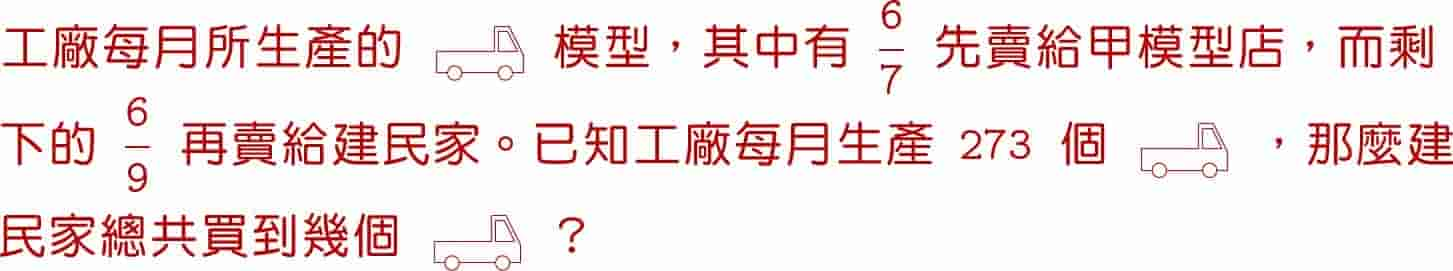 工廠每月所生產的 模型，其中有 6/7 先賣給甲模型店，而剩
下的 6/9 再賣給建民家。已知工廠每月生產 273 個 ，那麼建
民家總共買到幾個 ？